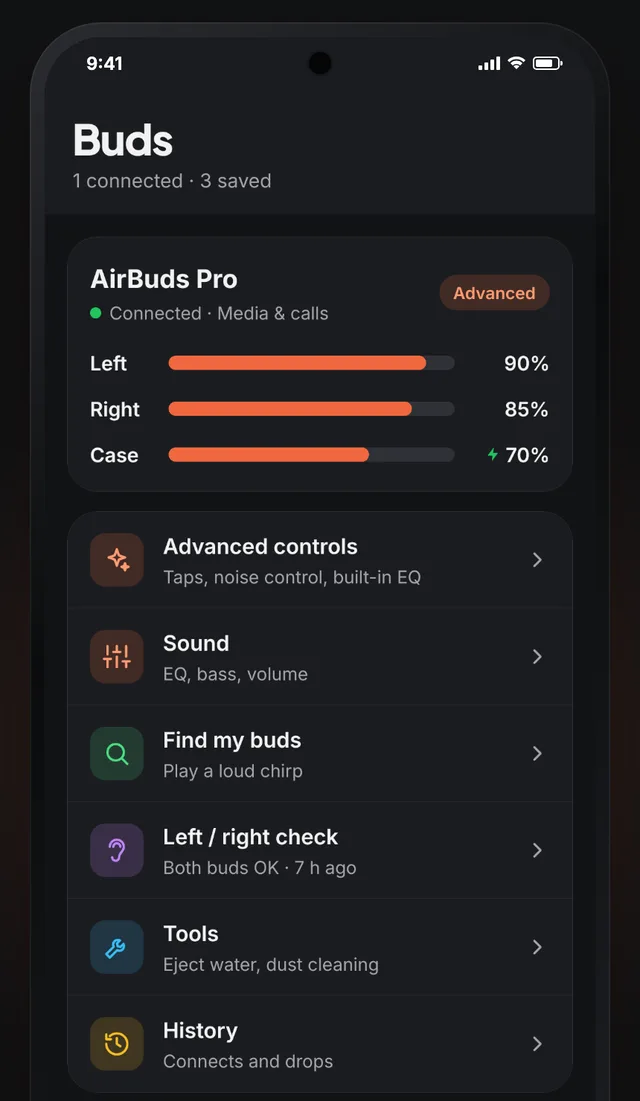 9:41
Buds
1 connected · 3 saved
AirBuds Pro
Advanced
Connected · Media & calls
Left 90%
Right 85%
Case 70%
Advanced controls
Taps, noise control, built-in EQ
Sound
EQ, bass, volume
Find my buds
Play a loud chirp
Left / right check
Both buds OK · 7 h ago
Tools
Eject water, dust cleaning
History
Connects and drops